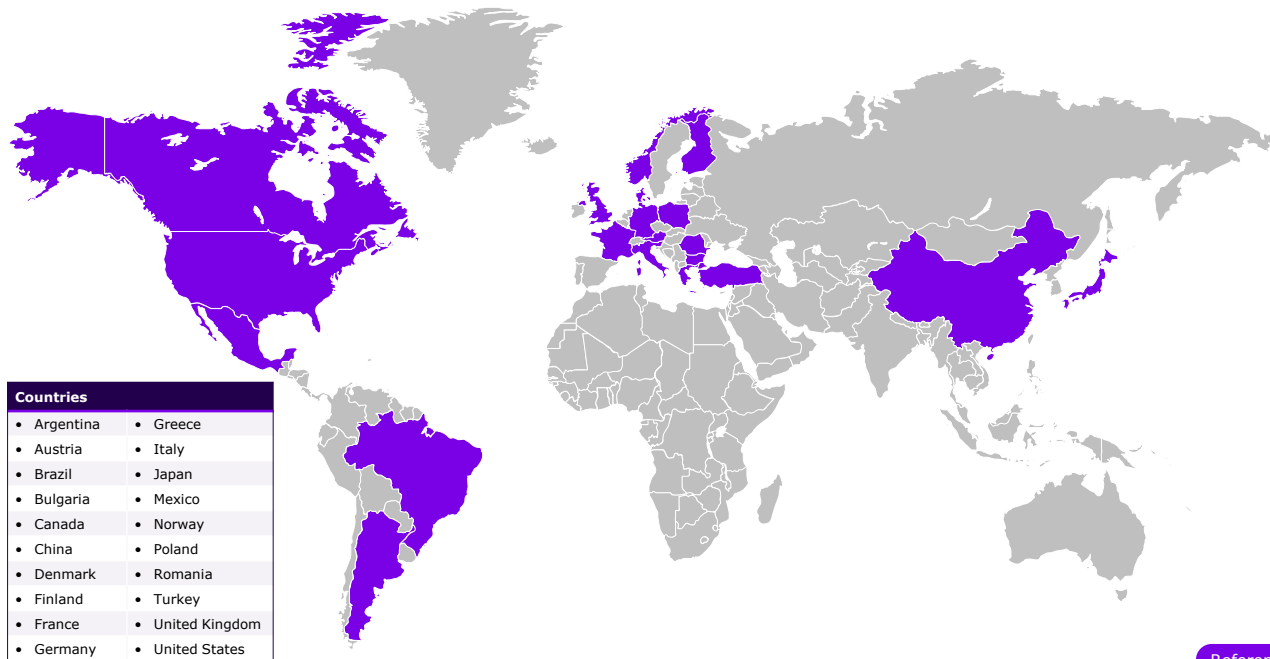 Countries
• Argentina • Greece
• Austria • Italy
• Brazil • Japan
• Bulgaria • Mexico
• Canada • Norway
• China • Poland
• Denmark • Romania
• Finland • Turkey
• France • United Kingdom
• Germany • United States